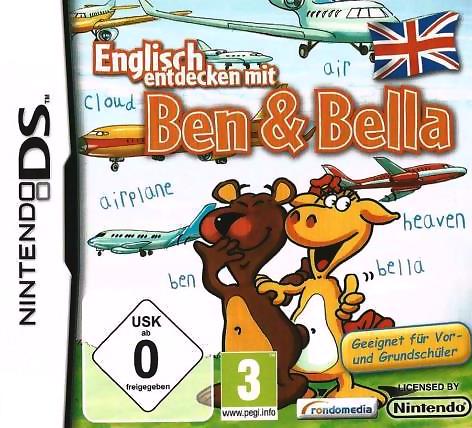 NINTENDO DS™
Englisch
entdecken mit
Ben & Bella
air
cloud
airplane
heaven
ben
bella
Geeignet für Vor-
und Grundschüler
USK
ab
0
freigegeben
3
www.pegi.info
rondomedia
LICENSED BY
Nintendo